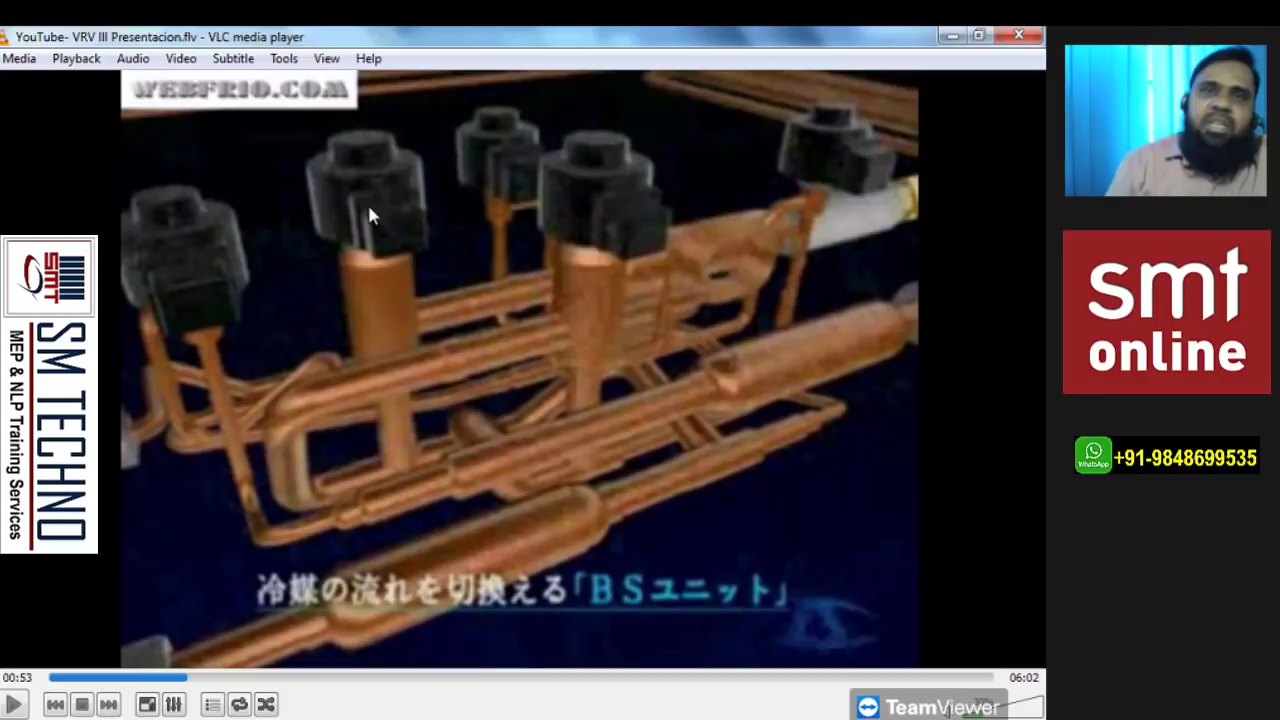 YouTube- VRV III Presentacion.flv - VLC media player
Media Playback Audio Video Subtitle Tools View Help
WEBFRIO.COM
冷媒の流れを切換える「BSユニット」
00:53
06:02
TeamViewer
SMT
SM TECHNO
MEP & NLP Training Services
smt
online
WhatsApp
+91-9848699535